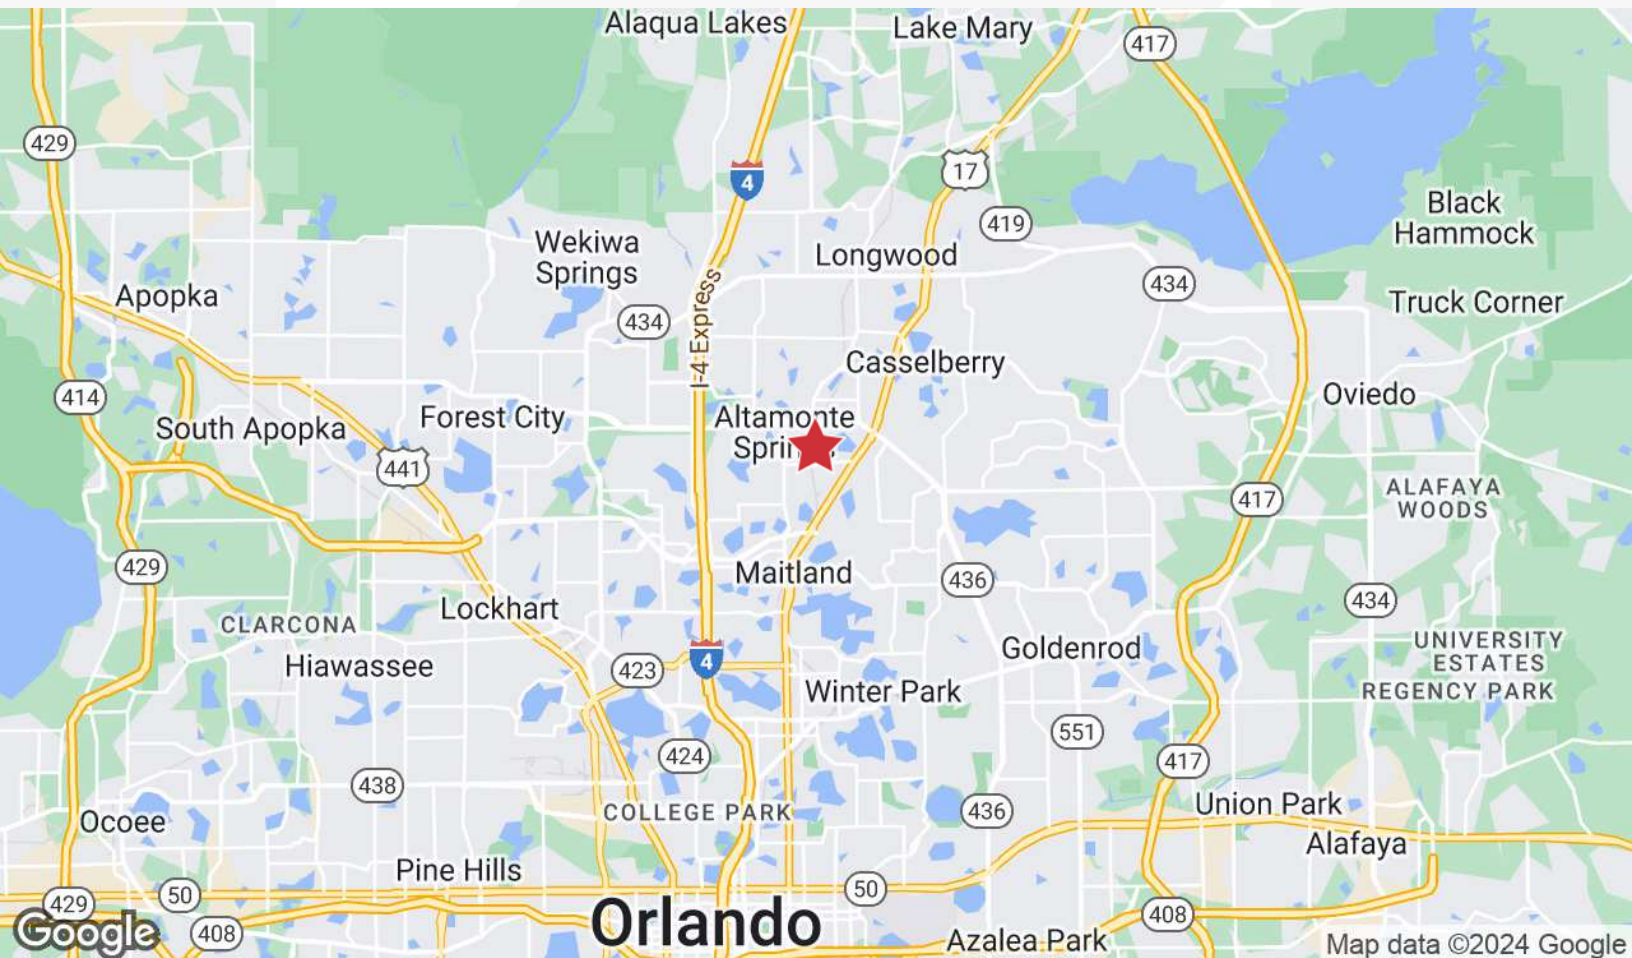 Alaqua Lakes
Lake Mary
417
429
4
17
Black
Hammock
419
Wekiwa
Springs
Longwood
434
Apopka
Truck Corner
434
I-4 Express
Casselberry
414
Oviedo
Forest City
Altamonte
South Apopka
441
417
ALAFAYA
WOODS
429
Maitland
436
434
Lockhart
CLARCONA
UNIVERSITY
ESTATES
Goldenrod
Hiawassee
423
4
Winter Park
REGENCY PARK
551
424
417
438
Union Park
COLLEGE PARK
436
Ocoee
Alafaya
Pine Hills
50
50
429
408
408
Orlando
Google
Azalea Park
Map data ©2024 Google